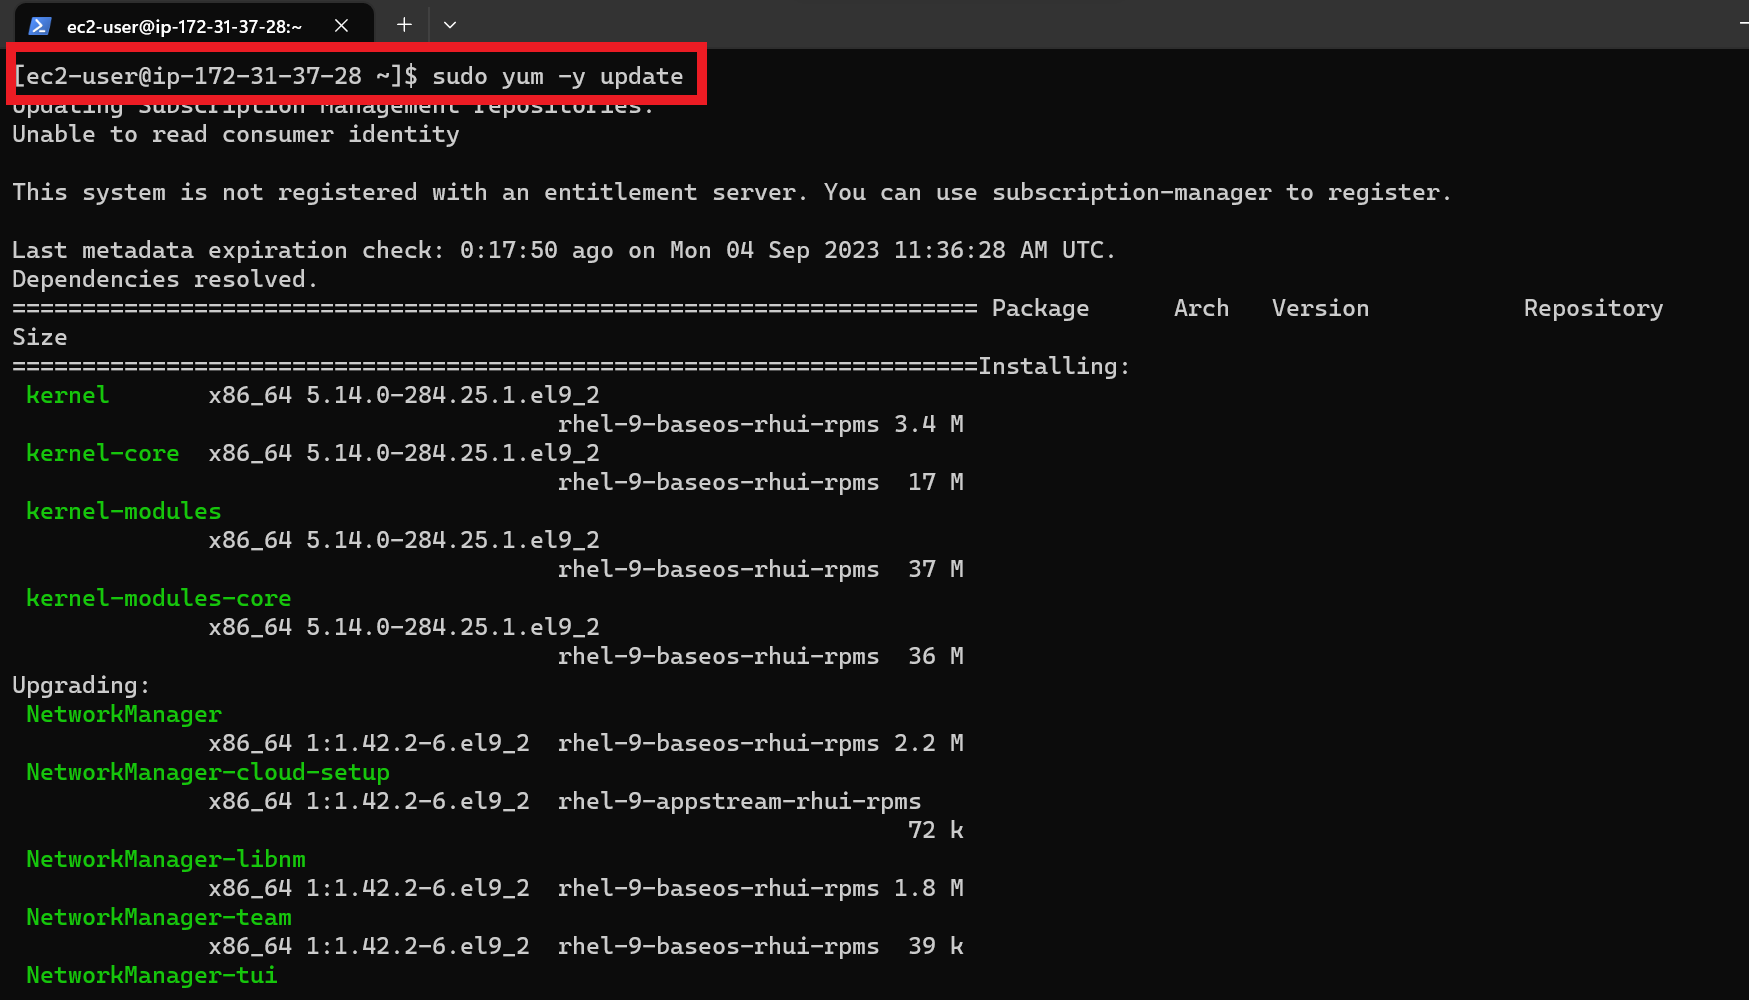 ec2-user@ip-172-31-37-28:~
[ec2-user@ip-172-31-37-28 ~]$ sudo yum -y update
Updating Subscription Management repositories.
Unable to read consumer identity
This system is not registered with an entitlement server. You can use subscription-manager to register.
Last metadata expiration check: 0:17:50 ago on Mon 04 Sep 2023 11:36:28 AM UTC.
Dependencies resolved.
===================================================================== Package Arch Version Repository
Size
=====================================================================Installing:
kernel x86_64 5.14.0-284.25.1.el9_2
rhel-9-baseos-rhui-rpms 3.4 M
kernel-core x86_64 5.14.0-284.25.1.el9_2
rhel-9-baseos-rhui-rpms 17 M
kernel-modules
x86_64 5.14.0-284.25.1.el9_2
rhel-9-baseos-rhui-rpms 37 M
kernel-modules-core
x86_64 5.14.0-284.25.1.el9_2
rhel-9-baseos-rhui-rpms 36 M
Upgrading:
NetworkManager
x86_64 1:1.42.2-6.el9_2 rhel-9-baseos-rhui-rpms 2.2 M
NetworkManager-cloud-setup
x86_64 1:1.42.2-6.el9_2 rhel-9-appstream-rhui-rpms
72 k
NetworkManager-libnm
x86_64 1:1.42.2-6.el9_2 rhel-9-baseos-rhui-rpms 1.8 M
NetworkManager-team
x86_64 1:1.42.2-6.el9_2 rhel-9-baseos-rhui-rpms 39 k
NetworkManager-tui